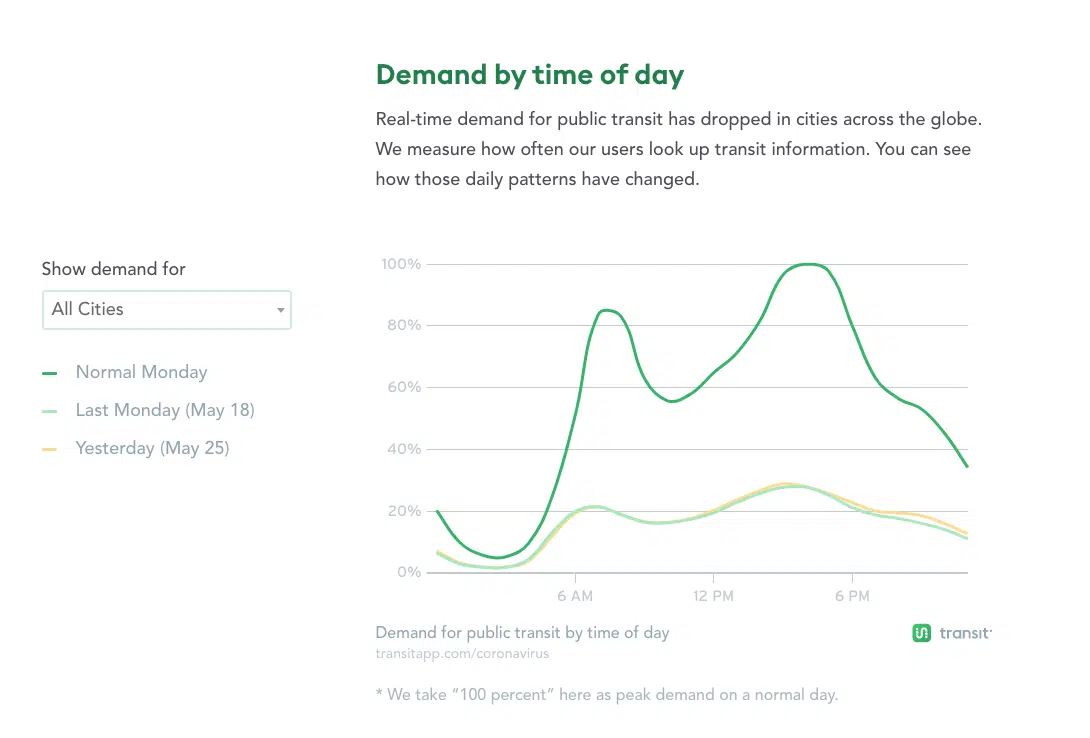 Demand by time of day
Real-time demand for public transit has dropped in cities across the globe.
We measure how often our users look up transit information. You can see
how those daily patterns have changed.
Show demand for
All Cities
Normal Monday
Last Monday (May 18)
Yesterday (May 25)
100%
80%
60%
40%
20%
0%
6 AM
12 PM
6 PM
Demand for public transit by time of day
transitapp.com/coronavirus
transit
* We take “100 percent” here as peak demand on a normal day.